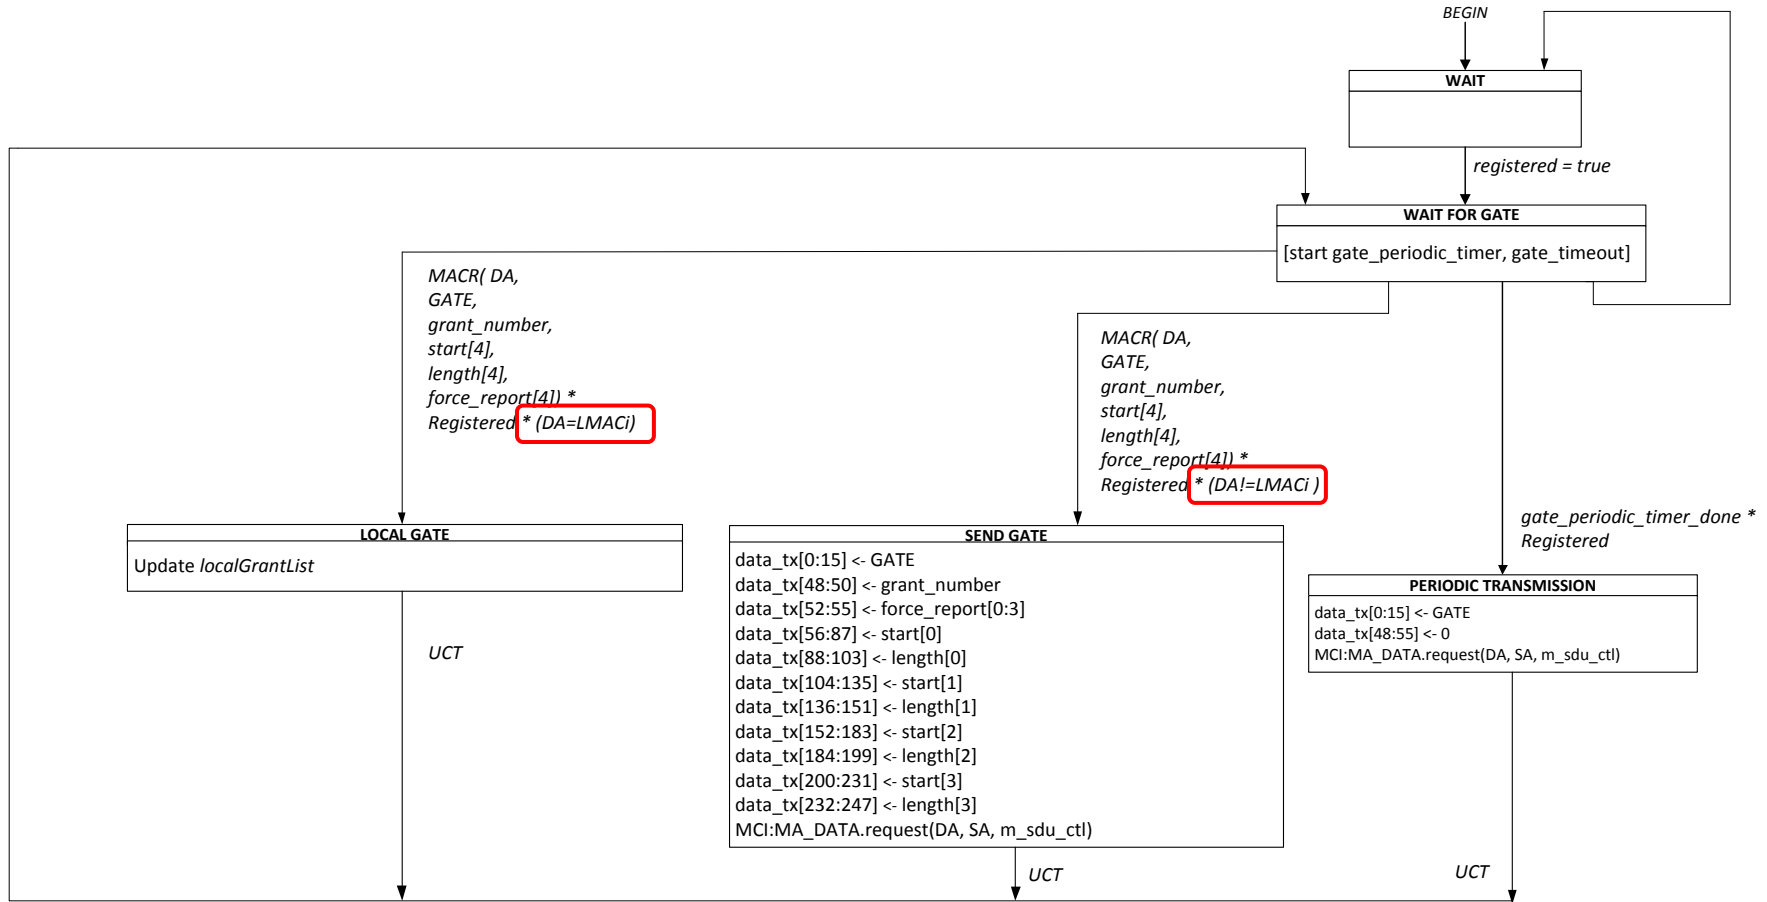 BEGIN
WAIT
registered = true
WAIT FOR GATE
[start gate_periodic_timer, gate_timeout]
MACR( DA,
GATE,
grant_number,
start[4],
length[4],
force_report[4]) *
Registered * (DA=LMACi)
MACR( DA,
GATE,
grant_number,
start[4],
length[4],
force_report[4]) *
Registered * (DA!=LMACi )
gate_periodic_timer_done *
Registered
LOCAL GATE
Update localGrantList
UCT
SEND GATE
data_tx[0:15] <- GATE
data_tx[48:50] <- grant_number
data_tx[52:55] <- force_report[0:3]
data_tx[56:87] <- start[0]
data_tx[88:103] <- length[0]
data_tx[104:135] <- start[1]
data_tx[136:151] <- length[1]
data_tx[152:183] <- start[2]
data_tx[184:199] <- length[2]
data_tx[200:231] <- start[3]
data_tx[232:247] <- length[3]
MCI:MA_DATA.request(DA, SA, m_sdu_ctl)
UCT
PERIODIC TRANSMISSION
data_tx[0:15] <- GATE
data_tx[48:55] <- 0
MCI:MA_DATA.request(DA, SA, m_sdu_ctl)
UCT